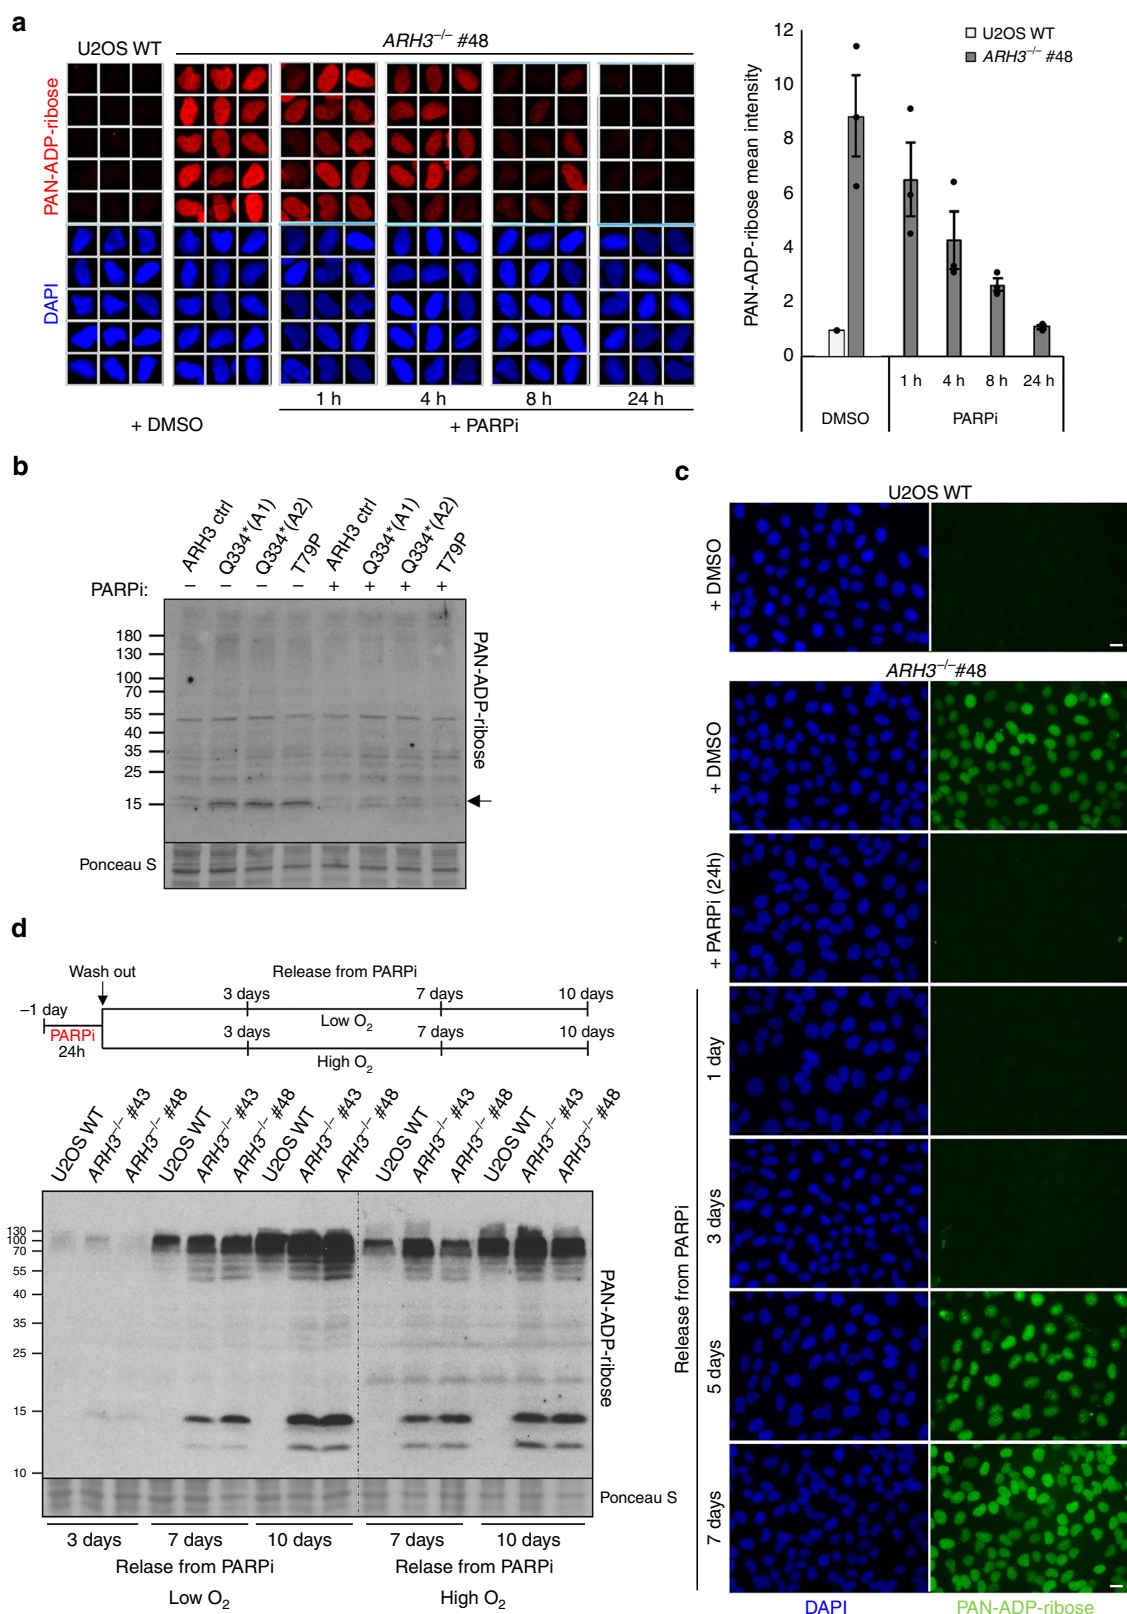 a
U2OS WT
ARH3–/– #48
PAN-ADP-ribose
DAPI
1 h
4 h
8 h
24 h
+ DMSO
+ PARPi
PAN-ADP-ribose mean intensity
12
10
8
6
4
2
0
U2OS WT
ARH3–/– #48
1 h
4 h
8 h
24 h
DMSO
PARPi
b
ARH3 ctrl
Q334*(A1)
Q334*(A2)
T79P
ARH3 ctrl
Q334*(A1)
Q334*(A2)
T79P
PARPi: – – – – + + + +
180
130
100
70
55
40
35
25
15
PAN-ADP-ribose
Ponceau S
c
U2OS WT
+ DMSO
ARH3–/–#48
+ DMSO
+ PARPi (24h)
Release from PARPi
1 day
3 days
5 days
7 days
DAPI
PAN-ADP-ribose
d
Wash out
Release from PARPi
–1 day
3 days
7 days
10 days
PARPi
Low O2
24h
3 days
7 days
10 days
High O2
U2OS WT
ARH3–/– #43
ARH3–/– #48
U2OS WT
ARH3–/– #43
ARH3–/– #48
U2OS WT
ARH3–/– #43
ARH3–/– #48
U2OS WT
ARH3–/– #43
ARH3–/– #48
U2OS WT
ARH3–/– #43
ARH3–/– #48
130
100
70
55
40
35
25
15
10
PAN-ADP-ribose
Ponceau S
3 days
7 days
10 days
7 days
10 days
Relase from PARPi
Relase from PARPi
Low O2
High O2